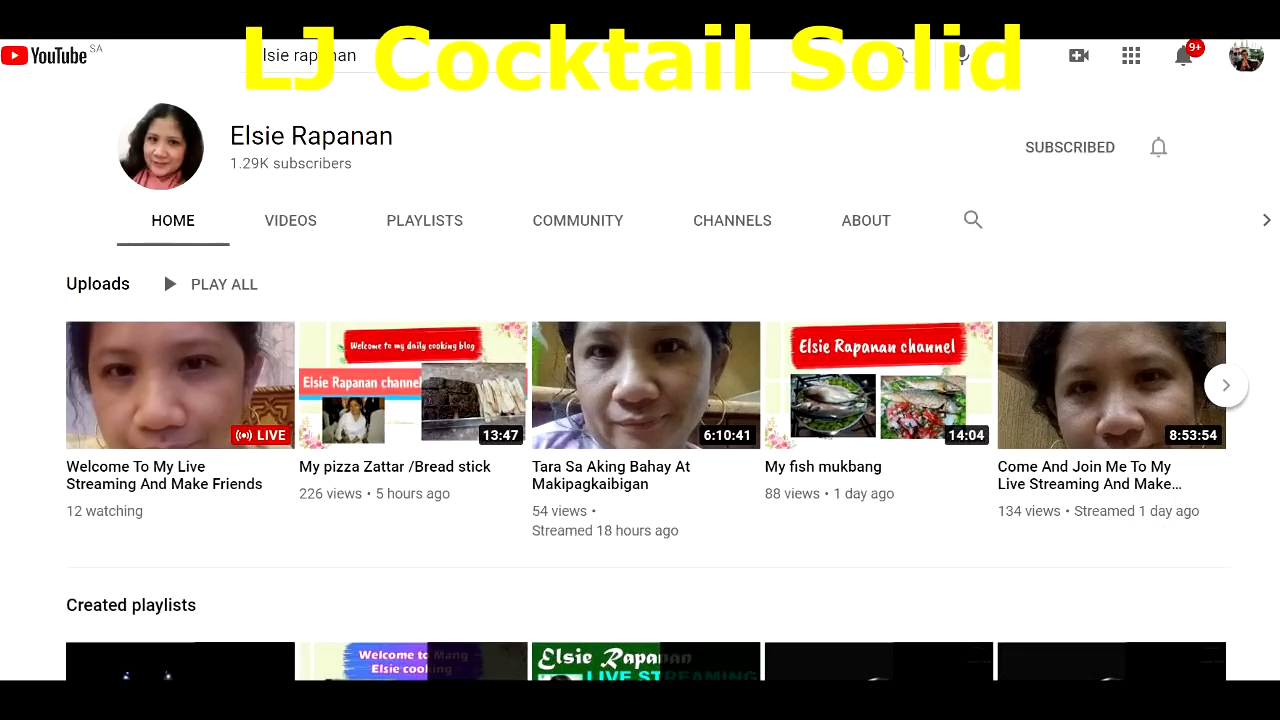 LJ Cocktail Solid
YouTube SA
lsie rapanan
9+
Elsie Rapanan
1.29K subscribers
SUBSCRIBED
HOME VIDEOS PLAYLISTS COMMUNITY CHANNELS ABOUT
Uploads PLAY ALL
LIVE
Welcome To My Live
Streaming And Make Friends
12 watching
Welcome to my daily cooking blog
Elsie Rapanan channel
13:47
My pizza Zattar /Bread stick
226 views • 5 hours ago
6:10:41
Tara Sa Aking Bahay At
Makipagkaibigan
54 views •
Streamed 18 hours ago
Elsie Rapanan channel
14:04
My fish mukbang
88 views • 1 day ago
8:53:54
Come And Join Me To My
Live Streaming And Make…
134 views • Streamed 1 day ago
Created playlists
Welcome to Mang
Elsie cooking
Elsie Rapanan
LIVE STREAMING